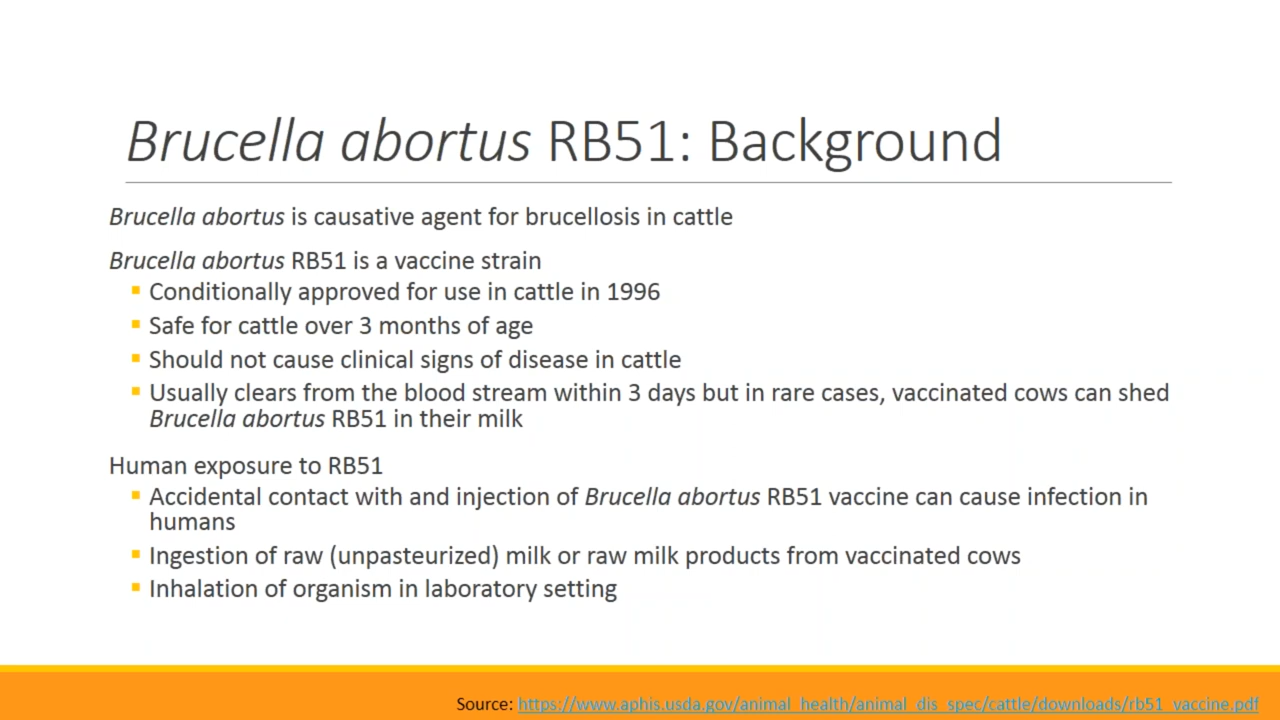 Brucella abortus RB51: Background
Brucella abortus is causative agent for brucellosis in cattle
Brucella abortus RB51 is a vaccine strain
Conditionally approved for use in cattle in 1996
Safe for cattle over 3 months of age
Should not cause clinical signs of disease in cattle
Usually clears from the blood stream within 3 days but in rare cases, vaccinated cows can shed
Brucella abortus RB51 in their milk
Human exposure to RB51
Accidental contact with and injection of Brucella abortus RB51 vaccine can cause infection in
humans
Ingestion of raw (unpasteurized) milk or raw milk products from vaccinated cows
Inhalation of organism in laboratory setting
Source: https://www.aphis.usda.gov/animal_health/animal_dis_spec/cattle/downloads/rb51_vaccine.pdf